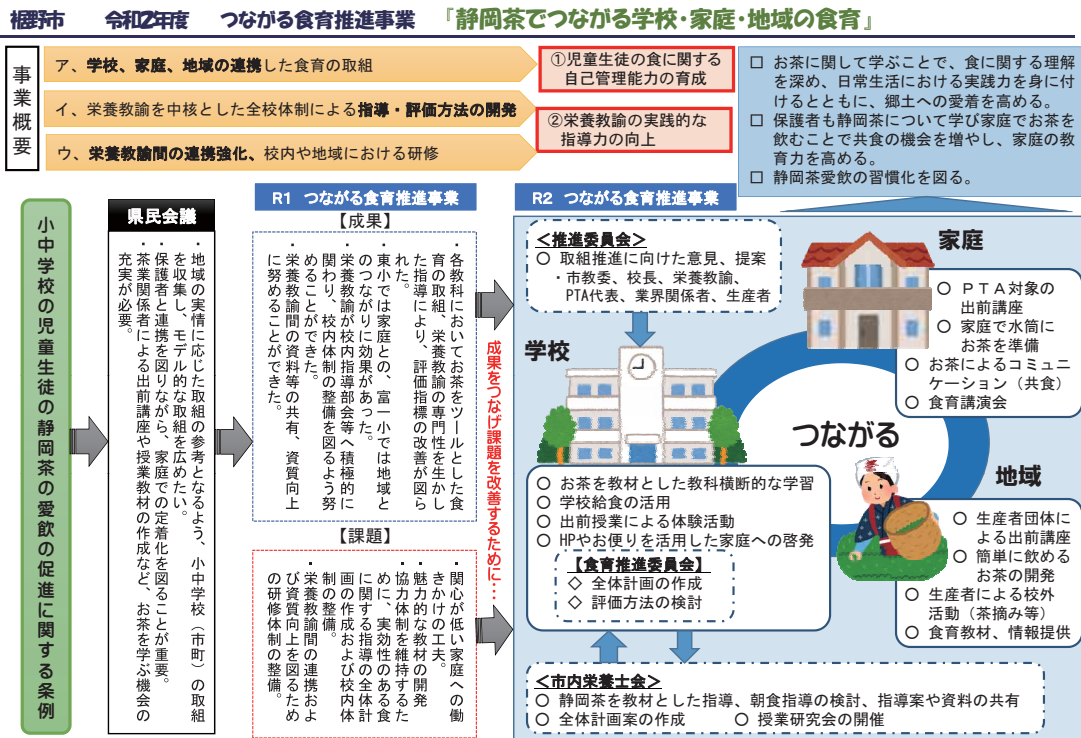 裾野市　令和2年度　つながる食育推進事業　『静岡茶でつながる学校・家庭・地域の食育』
事業概要
ア、学校、家庭、地域の連携した食育の取組
イ、栄養教諭を中核とした全校体制による指導・評価方法の開発
ウ、栄養教諭間の連携強化、校内や地域における研修
①児童生徒の食に関する
自己管理能力の育成
②栄養教諭の実践的な
指導力の向上
□ お茶に関して学ぶことで、食に関する理解
を深め、日常生活における実践力を身に付
けるとともに、郷土への愛着を高める。
□ 保護者も静岡茶について学び家庭でお茶を
飲むことで共食の機会を増やし、家庭の教
育力を高める。
□ 静岡茶愛飲の習慣化を図る。
小中学校の児童生徒の静岡茶の愛飲の促進に関する条例
県民会議
・地域の実情に応じた取組の参考となるよう、小中学校（市町）の取組
を収集し、モデル的な取組を広めたい。
・保護者と連携を図りながら、家庭での定着化を図ることが重要。
・茶業関係者による出前講座や授業教材の作成など、お茶を学ぶ機会の
充実が必要。
R1 つながる食育推進事業
【成果】
・各教科においてお茶をツールとした食
育の取組、栄養教諭の専門性を生かし
た指導により、評価指標の改善が図ら
れた。
・東小では家庭との、富一小では地域と
のつながりに効果があった。
・栄養教諭が校内指導部会等へ積極的に
関わり、校内体制の整備を図るよう努
めることができた。
・栄養教諭間の資料等の共有、資質向上
に努めることができた。
【課題】
・関心が低い家庭への働
きかけの工夫。
・魅力的な教材の開発
・協力体制を維持するた
めに、実効性のある食
に関する指導の全体計
画の作成および校内体
制の整備。
・栄養教諭間の連携およ
び資質向上を図るため
の研修体制の整備。
成果をつなげ課題を改善するために…
R2 つながる食育推進事業
＜推進委員会＞
○ 取組推進に向けた意見、提案
・市教委、校長、栄養教諭、
PTA代表、業界関係者、生産者
学校
○ お茶を教材とした教科横断的な学習
○ 学校給食の活用
○ 出前授業による体験活動
○ HPやお便りを活用した家庭への啓発
【食育推進委員会】
◇ 全体計画の作成
◇ 評価方法の検討
家庭
○ ＰＴＡ対象の
出前講座
○ 家庭で水筒に
お茶を準備
○ お茶によるコミュニ
ケーション（共食）
○ 食育講演会
つながる
地域
○ 生産者団体に
よる出前講座
○ 簡単に飲める
お茶の開発
○ 生産者による校外
活動（茶摘み等）
○ 食育教材、情報提供
＜市内栄養士会＞
○ 静岡茶を教材とした指導、朝食指導の検討、指導案や資料の共有
○ 全体計画案の作成　○ 授業研究会の開催